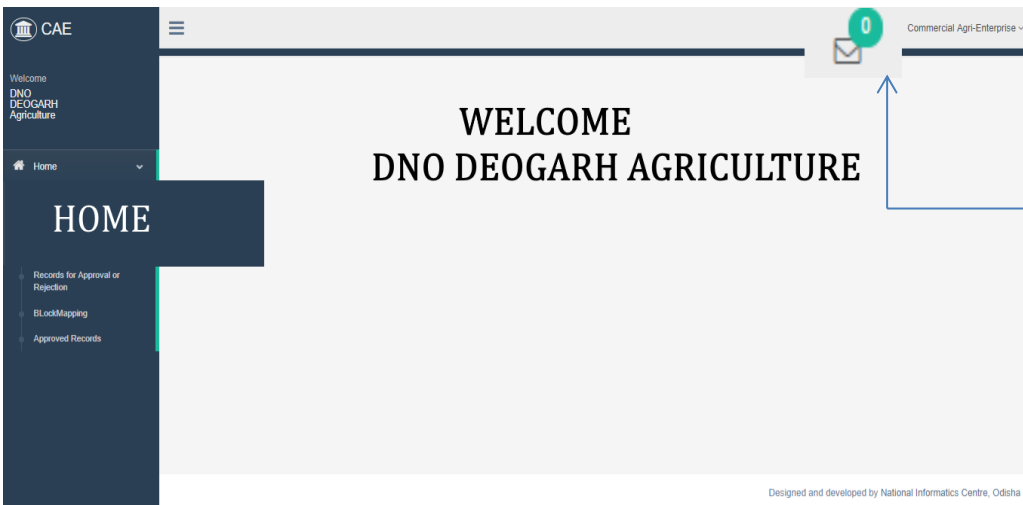 CAE
0
Commercial Agri-Enterprise
Welcome
DNO
DEOGARH
Agriculture
WELCOME
DNO DEOGARH AGRICULTURE
Home
HOME
Records for Approval or
Rejection
BLockMapping
Approved Records
Designed and developed by National Informatics Centre, Odisha